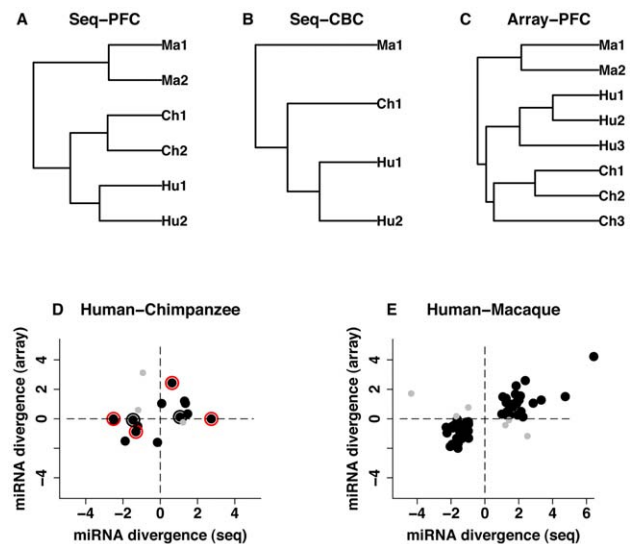 A Seq−PFC
Ma1
Ma2
Ch1
Ch2
Hu1
Hu2
B Seq−CBC
Ma1
Ch1
Hu1
Hu2
C Array−PFC
Ma1
Ma2
Hu1
Hu2
Hu3
Ch1
Ch2
Ch3
D Human−Chimpanzee
miRNA divergence (array)
4
2
0
−4
−4 −2 0 2 4
miRNA divergence (seq)
E Human−Macaque
miRNA divergence (array)
4
2
0
−4
−4 −2 0 2 4 6
miRNA divergence (seq)